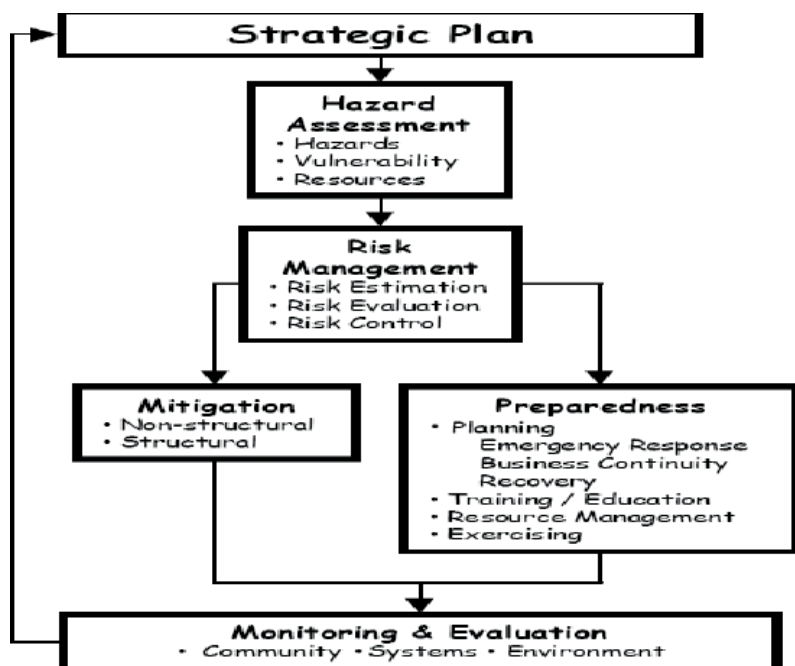 Strategic Plan
Hazard
Assessment
• Hazards
• Vulnerability
• Resources
Risk
Management
• Risk Estimation
• Risk Evaluation
• Risk Control
Mitigation
• Non-structural
• Structural
Preparedness
• Planning
Emergency Response
Business Continuity
Recovery
• Training / Education
• Resource Management
• Exercising
Monitoring & Evaluation
• Community • Systems • Environment